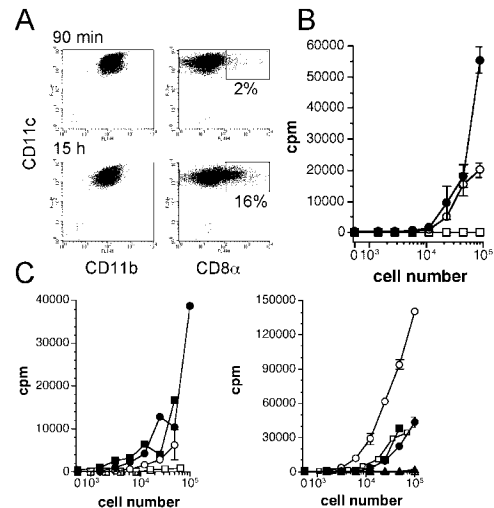 A
B
90 min
2%
CD11c
15 h
16%
CD11b
CD8α
cpm
60000
50000
40000
30000
20000
10000
0
0 10³ 10⁴ 10⁵
cell number
C
cpm
40000
30000
20000
10000
0
0 10³ 10⁴ 10⁵
cell number
cpm
150000
120000
90000
60000
30000
0
0 10³ 10⁴ 10⁵
cell number